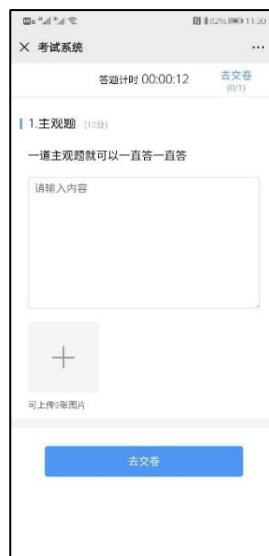 82% 11:20
考试系统
答题计时 00:00:12 去交卷
(0/1)
1.主观题 (10分)
一道主观题就可以一直答一直答
请输入内容
可上传9张图片
去交卷